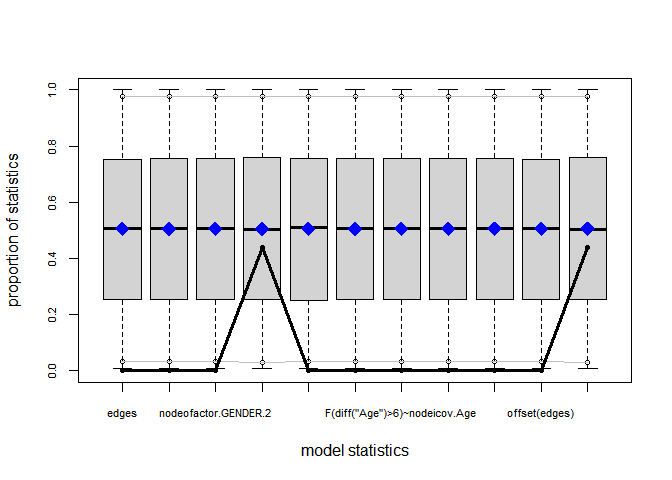 proportion of statistics
1.0
0.8
0.6
0.4
0.2
0.0
edges nodeofactor.GENDER.2 F(diff("Age")>6)~nodeicov.Age offset(edges)
model statistics